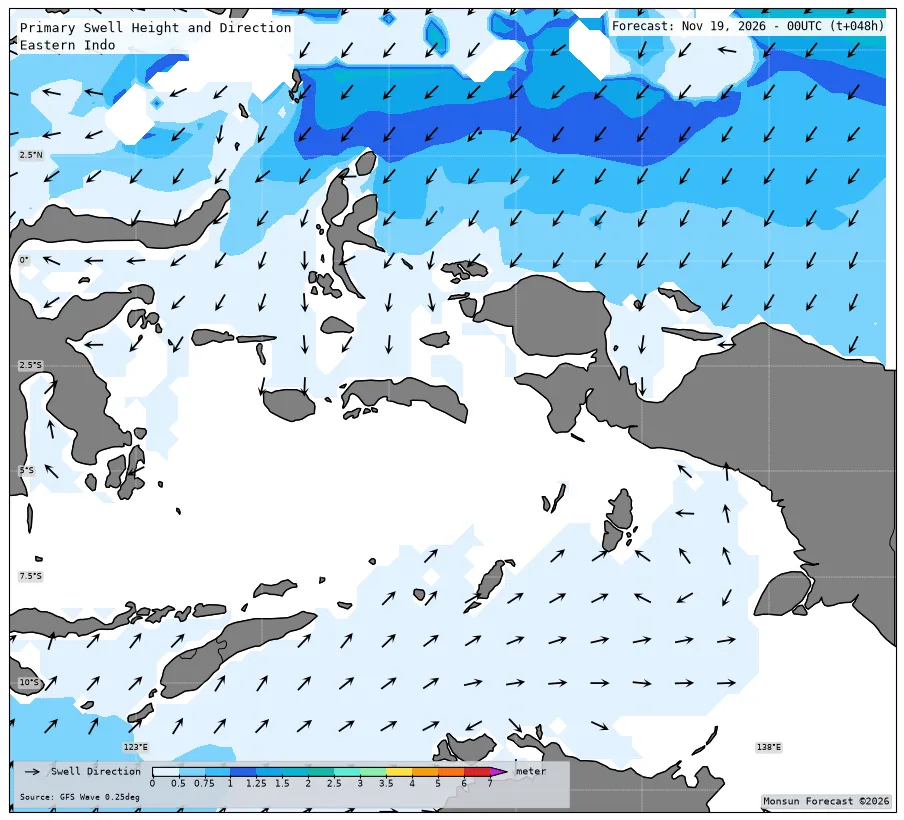 Primary Swell Height and Direction
Eastern Indo
Forecast: Nov 19, 2026 - 00UTC (t+048h)
2.5°N
0°
2.5°S
5°S
7.5°S
10°S
123°E
138°E
Swell Direction
0 0.5 0.75 1 1.25 1.5 2 2.5 3 3.5 4 5 6 7
meter
Source: GFS Wave 0.25deg
Monsun Forecast ©2026